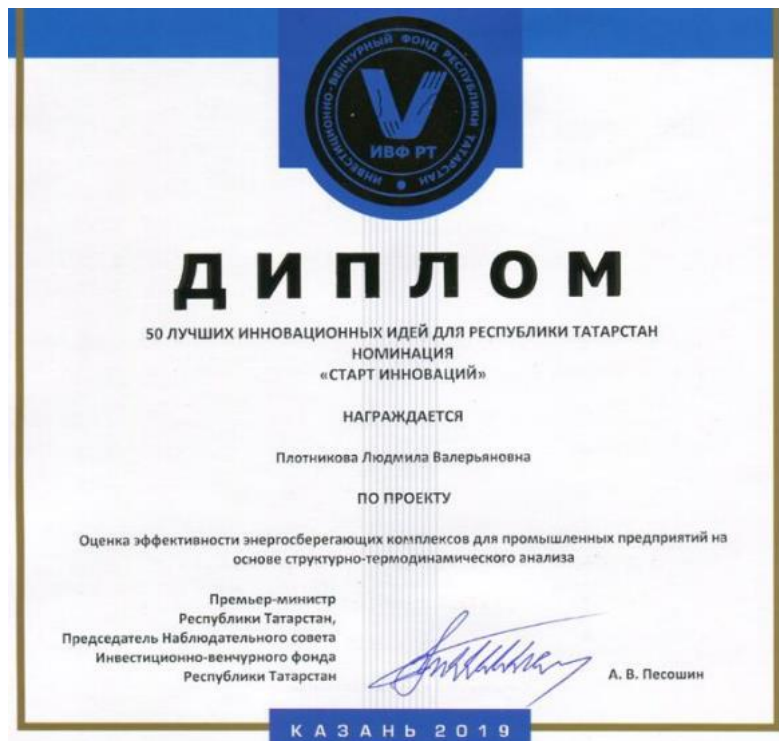 ИНВЕСТИЦИОННО-ВЕНЧУРНЫЙ ФОНД РЕСПУБЛИКИ ТАТАРСТАН
ИВФ РТ
ДИПЛОМ
50 ЛУЧШИХ ИННОВАЦИОННЫХ ИДЕЙ ДЛЯ РЕСПУБЛИКИ ТАТАРСТАН
НОМИНАЦИЯ
«СТАРТ ИННОВАЦИЙ»
НАГРАЖДАЕТСЯ
Плотникова Людмила Валерьяновна
ПО ПРОЕКТУ
Оценка эффективности энергосберегающих комплексов для промышленных предприятий на
основе структурно-термодинамического анализа
Премьер-министр
Республики Татарстан,
Председатель Наблюдательного совета
Инвестиционно-венчурного фонда
Республики Татарстан
А. В. Песошин
КАЗАНЬ 2019